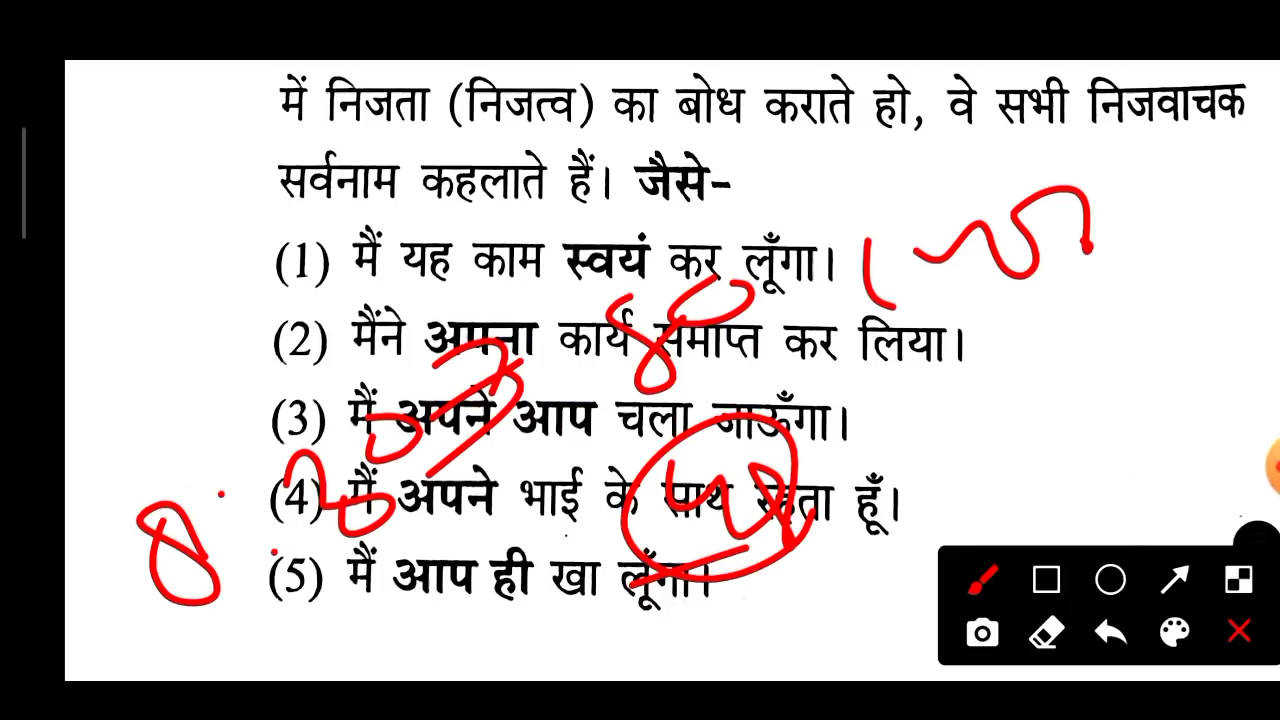 में निजता (निजत्व) का बोध कराते हो, वे सभी निजवाचक
सर्वनाम कहलाते हैं। जैसे-
(1) मैं यह काम स्वयं कर लूँगा।
(2) मैंने अपना कार्य समाप्त कर लिया।
(3) मैं अपने आप चला जाऊँगा।
(4) मैं अपने भाई के साथ रहता हूँ।
(5) मैं आप ही खा लूँगा।